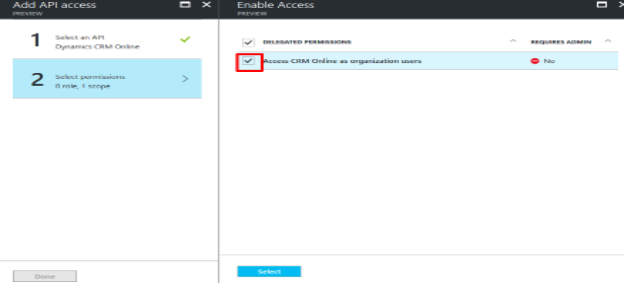 Add API access
PREVIEW
1
Select an API
Dynamics CRM Online
2
Select permissions
0 role, 1 scope
Done
Enable Access
PREVIEW
DELEGATED PERMISSIONS
REQUIRES ADMIN
Access CRM Online as organization users
No
Select